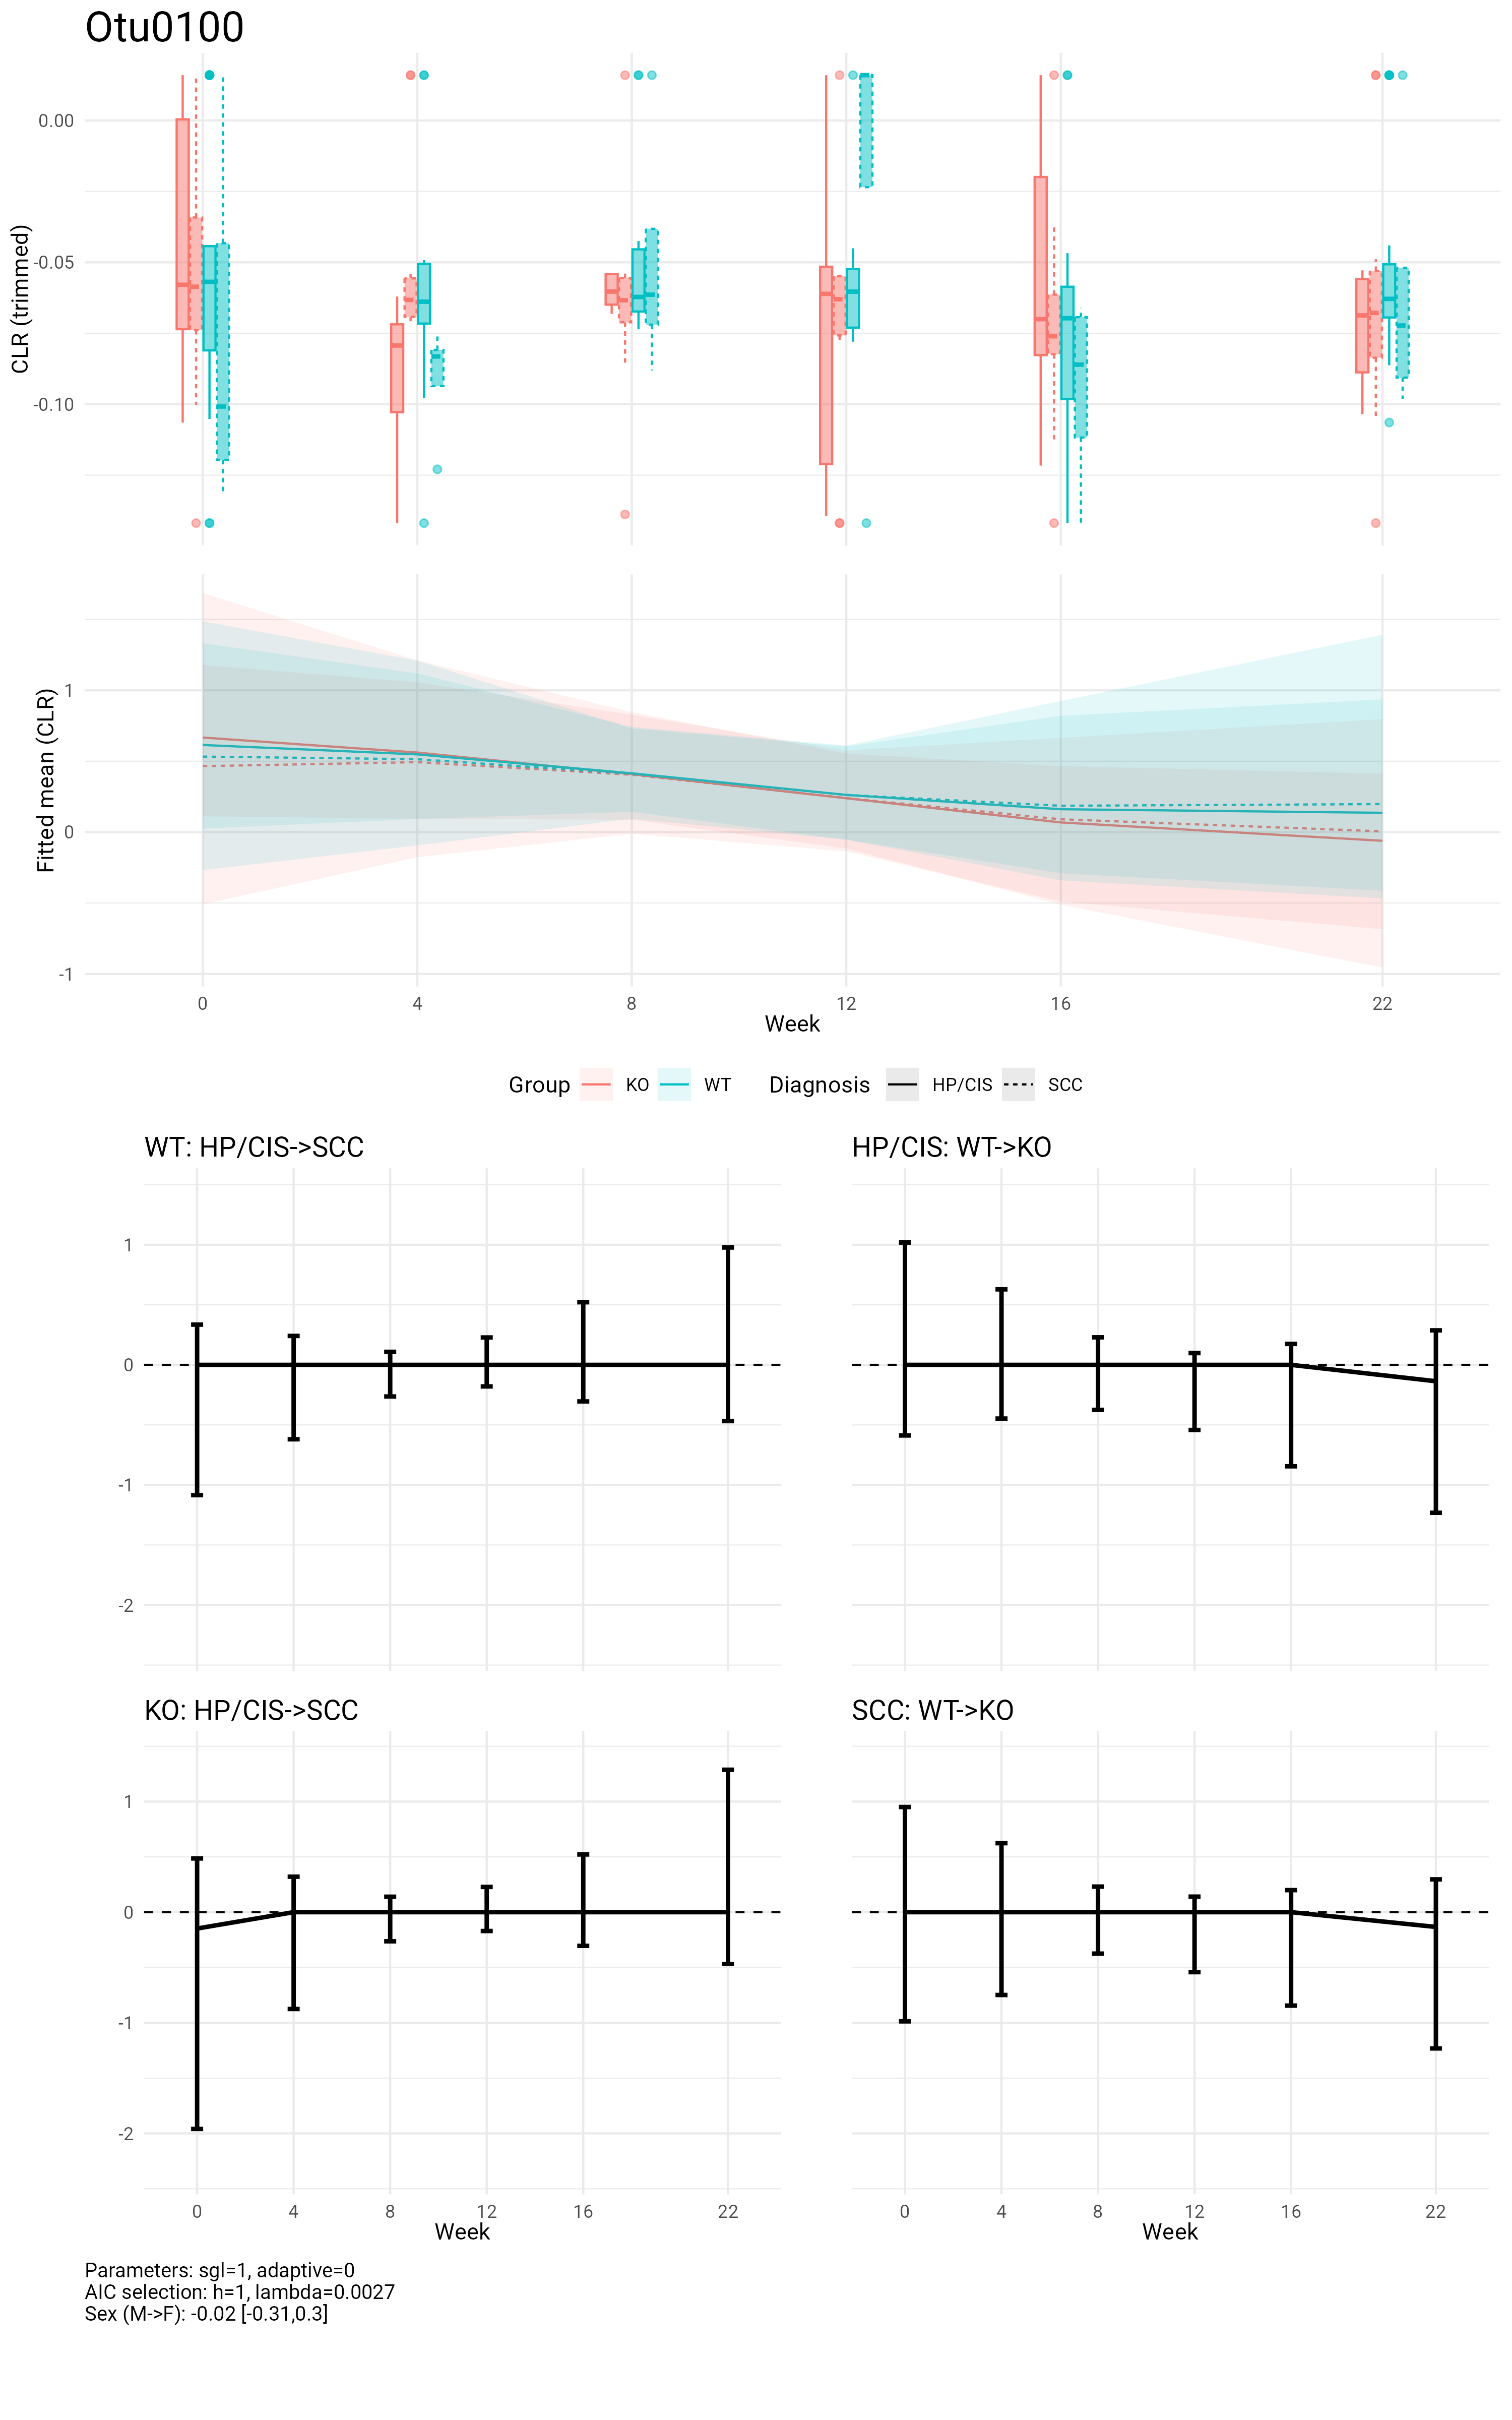 Otu0100
CLR (trimmed)
0.00
-0.05
-0.10
Fitted mean (CLR)
1
0
-1
0 4 8 12 16 22
Week
Group KO WT Diagnosis HP/CIS SCC
WT: HP/CIS->SCC HP/CIS: WT->KO
1
0
-1
-2
KO: HP/CIS->SCC SCC: WT->KO
1
0
-1
-2
0 4 8 12 16 22 0 4 8 12 16 22
Week Week
Parameters: sgl=1, adaptive=0
AIC selection: h=1, lambda=0.0027
Sex (M->F): -0.02 [-0.31,0.3]